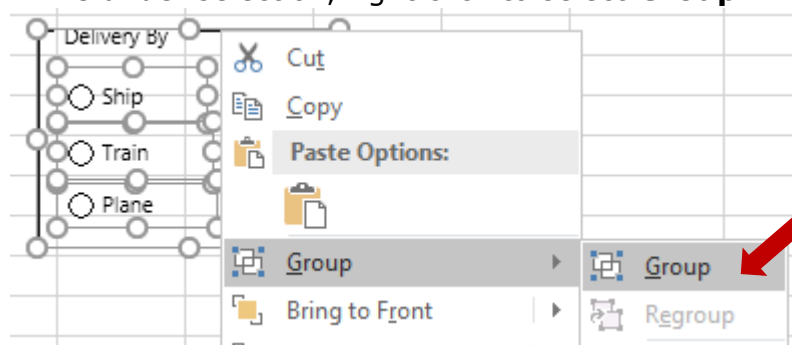 Delivery By
Ship
Train
Plane
Cut
Copy
Paste Options:
Group
Bring to Front
Group
Regroup